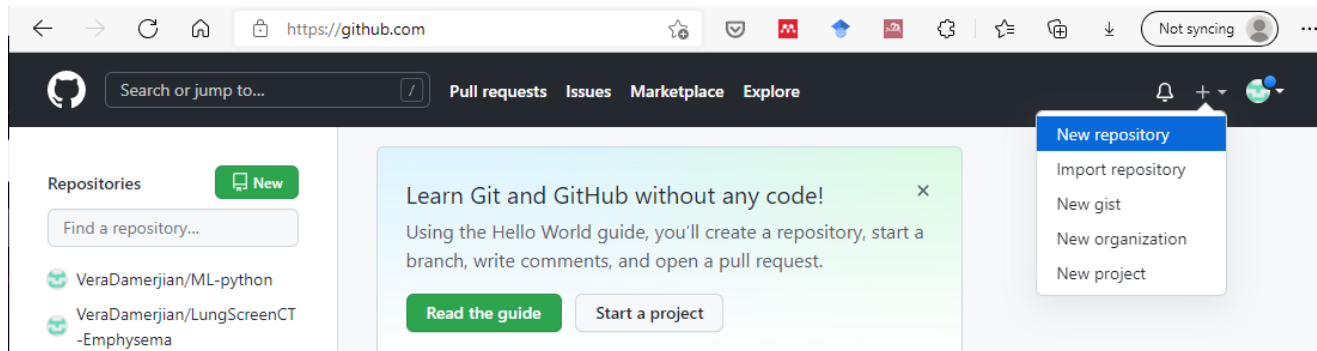 https://github.com
Not syncing
Search or jump to...
/
Pull requests
Issues
Marketplace
Explore
New repository
Import repository
New gist
New organization
New project
Repositories
New
Find a repository...
VeraDamerjian/ML-python
VeraDamerjian/LungScreenCT
-Emphysema
Learn Git and GitHub without any code!
Using the Hello World guide, you'll create a repository, start a
branch, write comments, and open a pull request.
Read the guide
Start a project